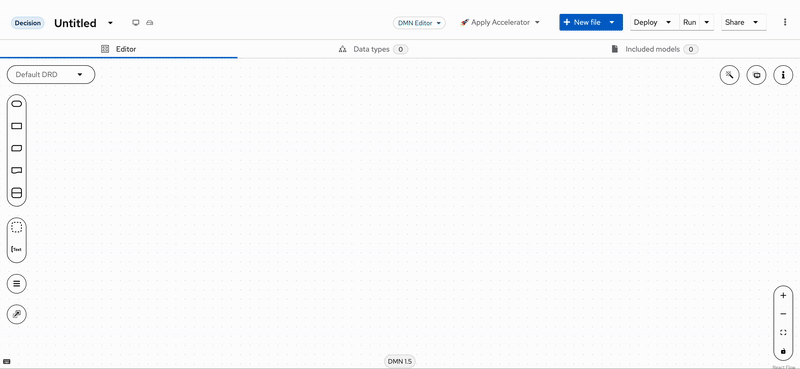 Decision Untitled DMN Editor Apply Accelerator New file Deploy Run Share
Editor Data types 0 Included models 0
Default DRD
Text
DMN 1.5
React Flow